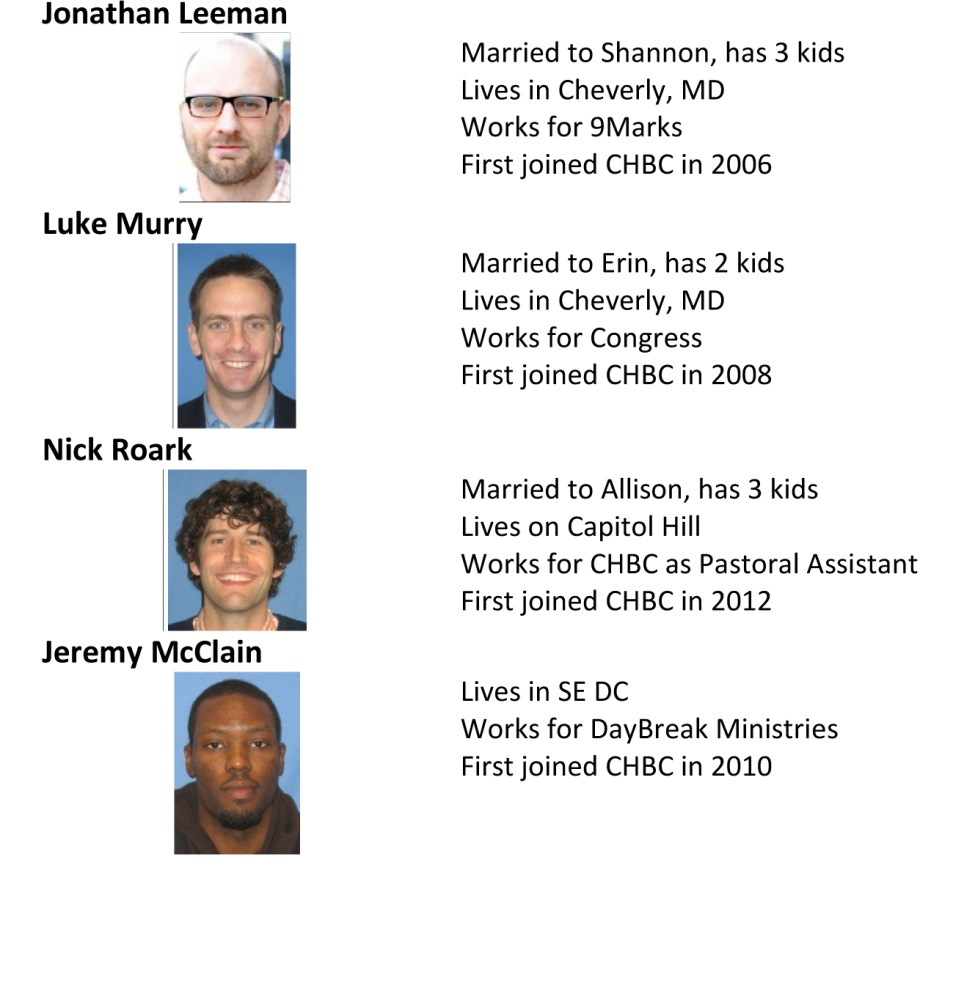 Jonathan Leeman
Married to Shannon, has 3 kids
Lives in Cheverly, MD
Works for 9Marks
First joined CHBC in 2006
Luke Murry
Married to Erin, has 2 kids
Lives in Cheverly, MD
Works for Congress
First joined CHBC in 2008
Nick Roark
Married to Allison, has 3 kids
Lives on Capitol Hill
Works for CHBC as Pastoral Assistant
First joined CHBC in 2012
Jeremy McClain
Lives in SE DC
Works for DayBreak Ministries
First joined CHBC in 2010